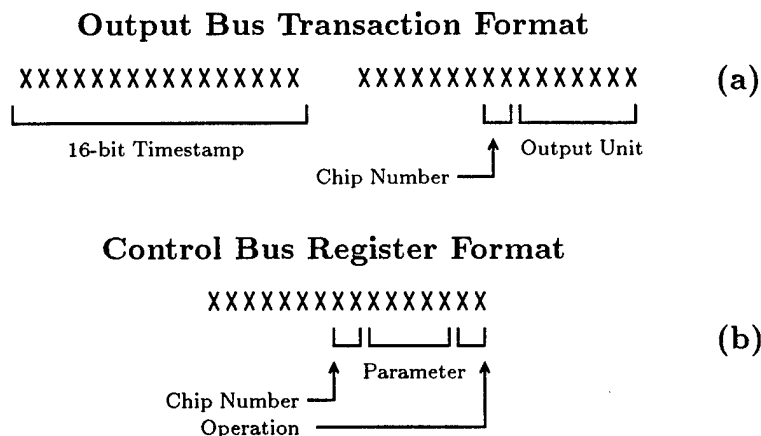 Output Bus Transaction Format
XXXXXXXXXXXXXXXX XXXXXXXXXXXXXXXX (a)
16-bit Timestamp Output Unit
Chip Number
Control Bus Register Format
XXXXXXXXXXXXXXXX
(b)
Parameter
Chip Number
Operation